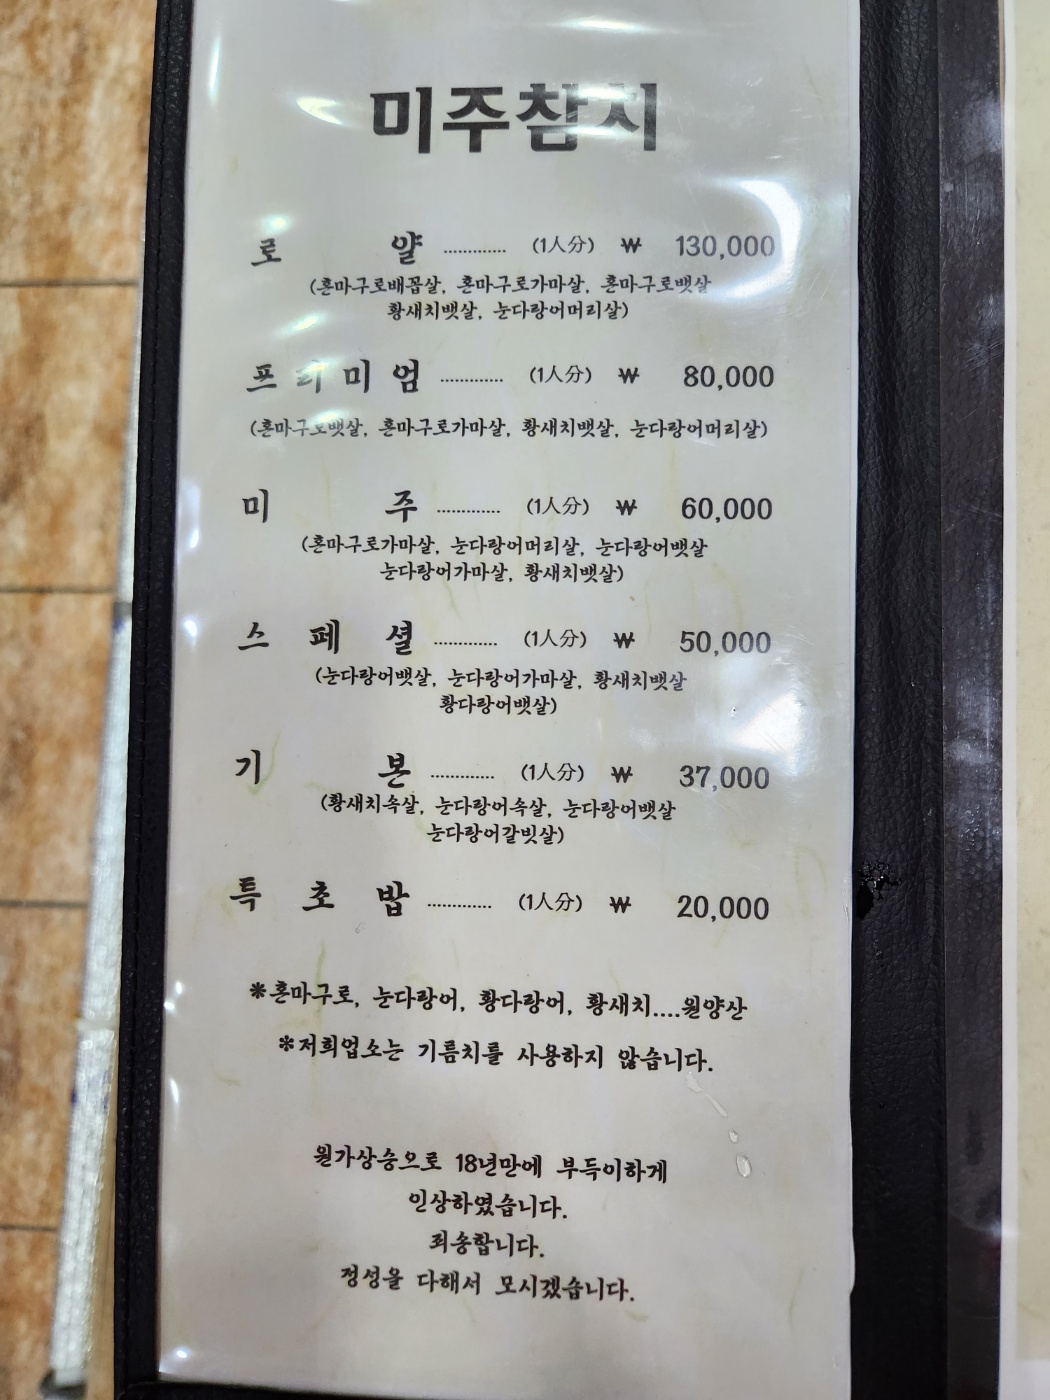 미주참치
로 얄 ............ (1人分) ₩ 130,000
(혼마구로배꼽살, 혼마구로가마살, 혼마구로뱃살
황새치뱃살, 눈다랑어머리살)
프리미엄 ............ (1人分) ₩ 80,000
(혼마구로뱃살, 혼마구로가마살, 황새치뱃살, 눈다랑어머리살)
미 주 ............ (1人分) ₩ 60,000
(혼마구로가마살, 눈다랑어머리살, 눈다랑어뱃살
눈다랑어가마살, 황새치뱃살)
스 페 셜 ............ (1人分) ₩ 50,000
(눈다랑어뱃살, 눈다랑어가마살, 황새치뱃살
황다랑어뱃살)
기 본 ............ (1人分) ₩ 37,000
(황새치속살, 눈다랑어속살, 눈다랑어뱃살
눈다랑어갈빗살)
특 초 밥 ............ (1人分) ₩ 20,000
*혼마구로, 눈다랑어, 황다랑어, 황새치....원양산
*저희업소는 기름치를 사용하지 않습니다.
원가상승으로 18년만에 부득이하게
인상하였습니다.
죄송합니다.
정성을 다해서 모시겠습니다.